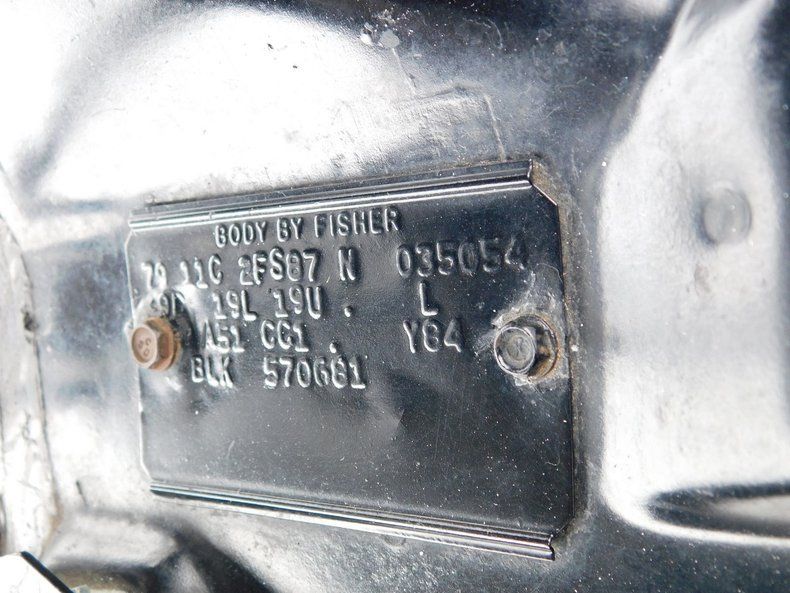 BODY BY FISHER
79 11C 2FS87 N 035054
19L 19U . L
A51 CC1 . Y84
BLK 570681